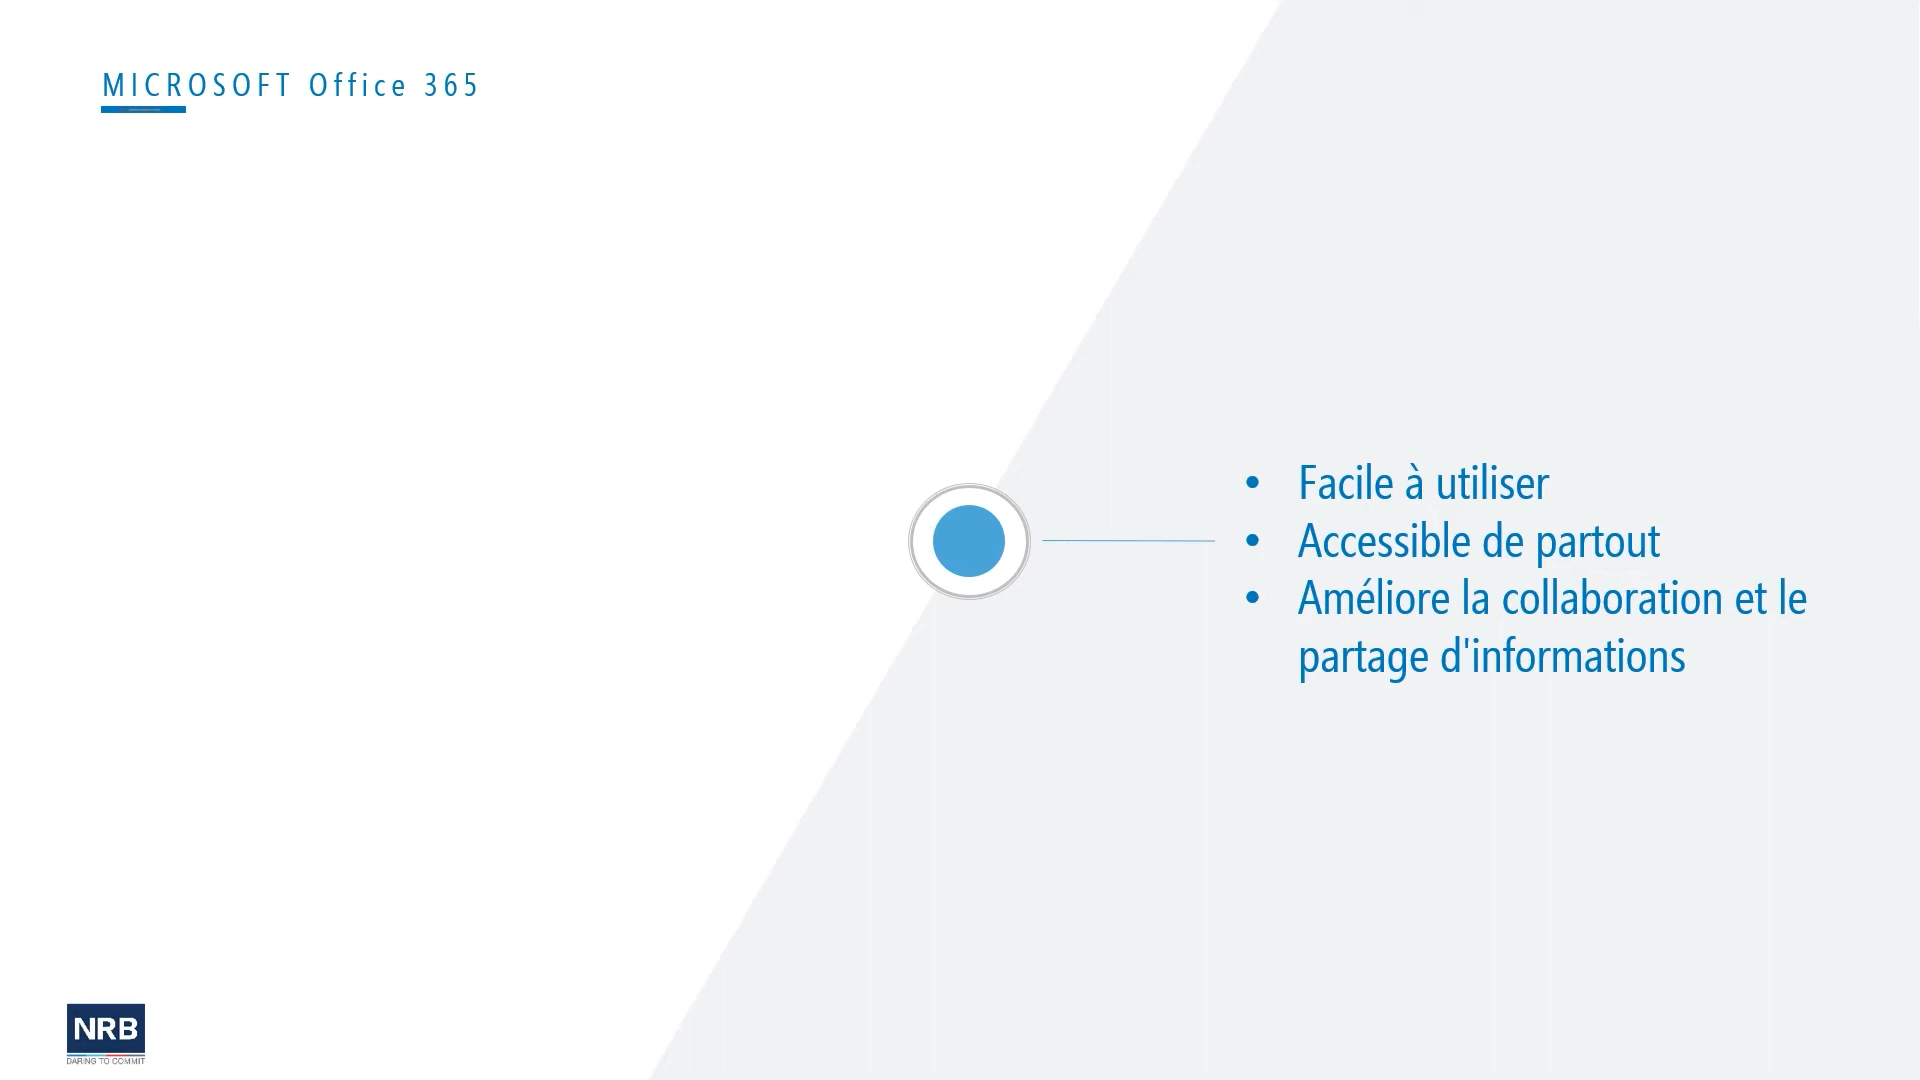 MICROSOFT Office 365
• Facile à utiliser
• Accessible de partout
• Améliore la collaboration et le
partage d'informations
NRB
DARING TO COMMIT